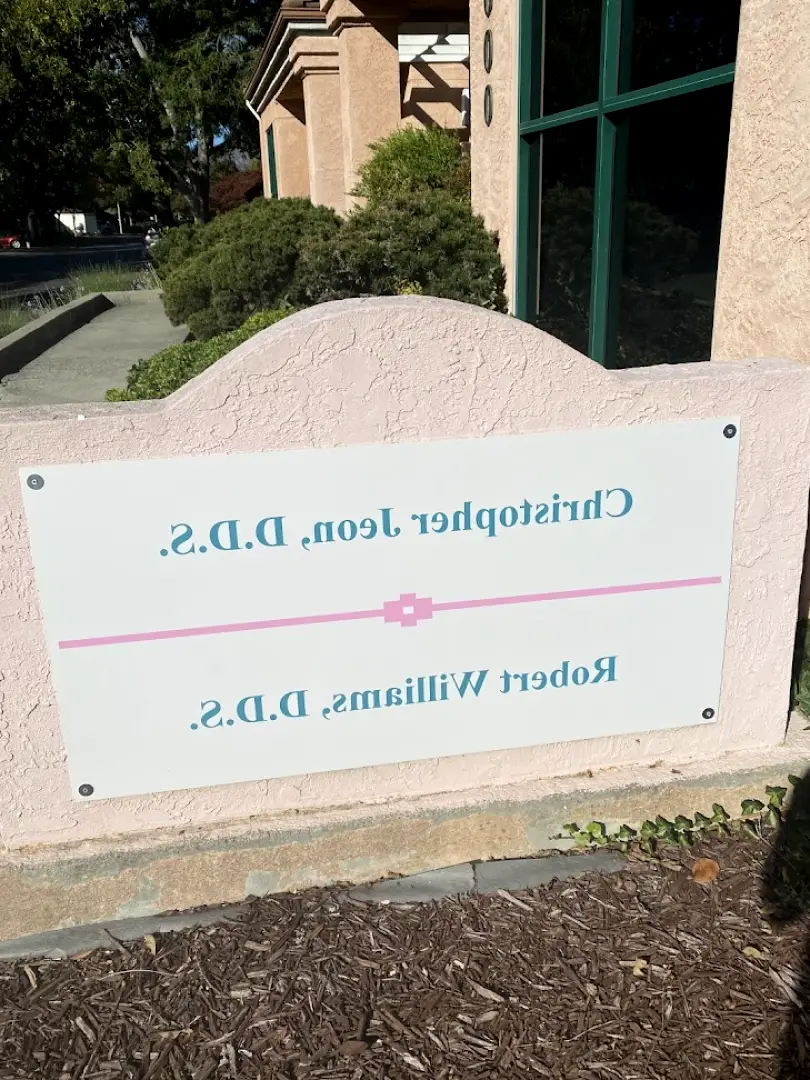 Christopher Jeon, D.D.S.
Robert Williams, D.D.S.